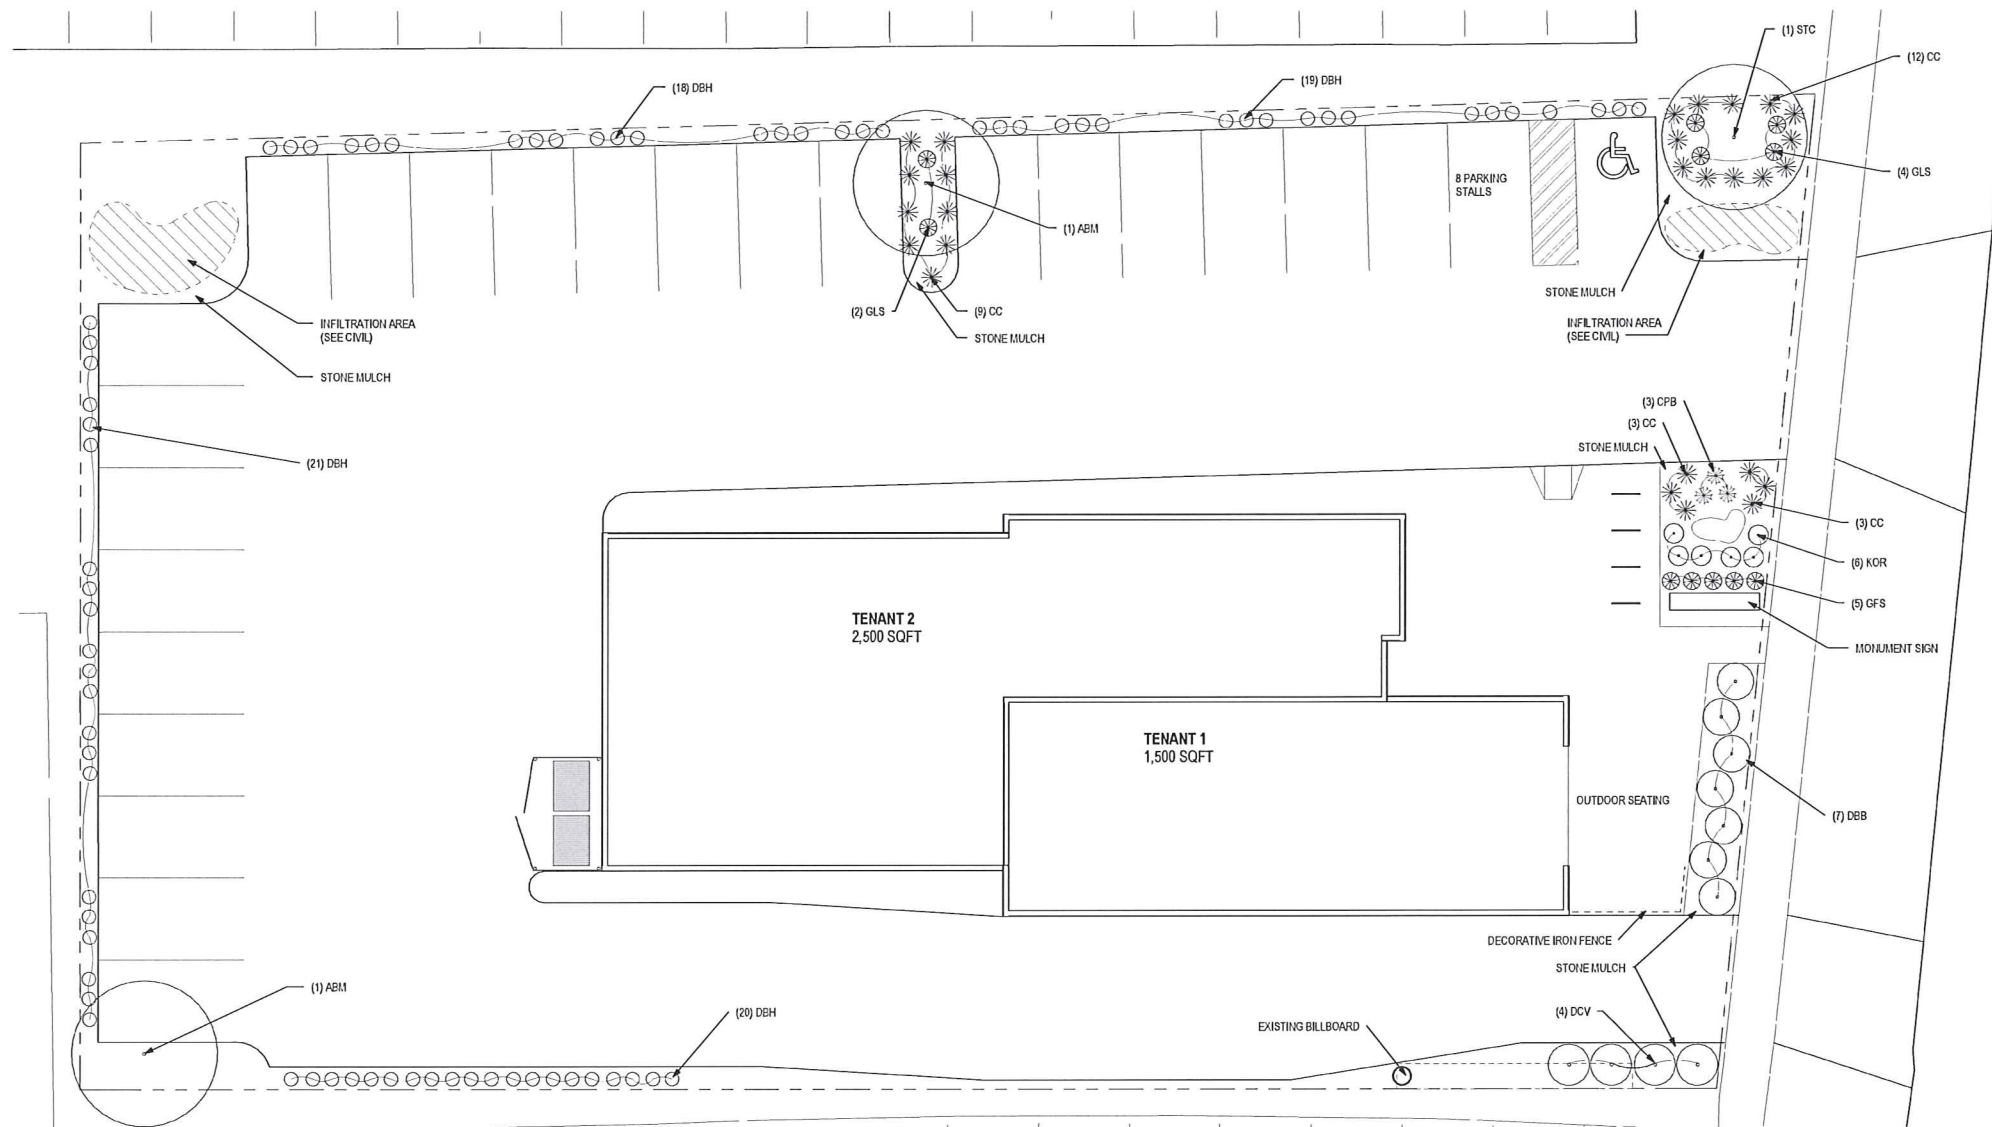 (1) STC
(12) CC
(18) DBH
(19) DBH
(4) GLS
8 PARKING
STALLS
(1) ABM
STONE MULCH
(2) GLS
(9) CC
STONE MULCH
INFILTRATION AREA
(SEE CIVIL)
INFILTRATION AREA
(SEE CIVIL)
STONE MULCH
(3) CPB
(3) CC
STONE MULCH
(21) DBH
(3) CC
(6) KOR
(5) GFS
TENANT 2
2,500 SQFT
MONUMENT SIGN
TENANT 1
1,500 SQFT
OUTDOOR SEATING
(7) DBB
DECORATIVE IRON FENCE
STONE MULCH
(1) ABM
(20) DBH
(4) DCV
EXISTING BILLBOARD